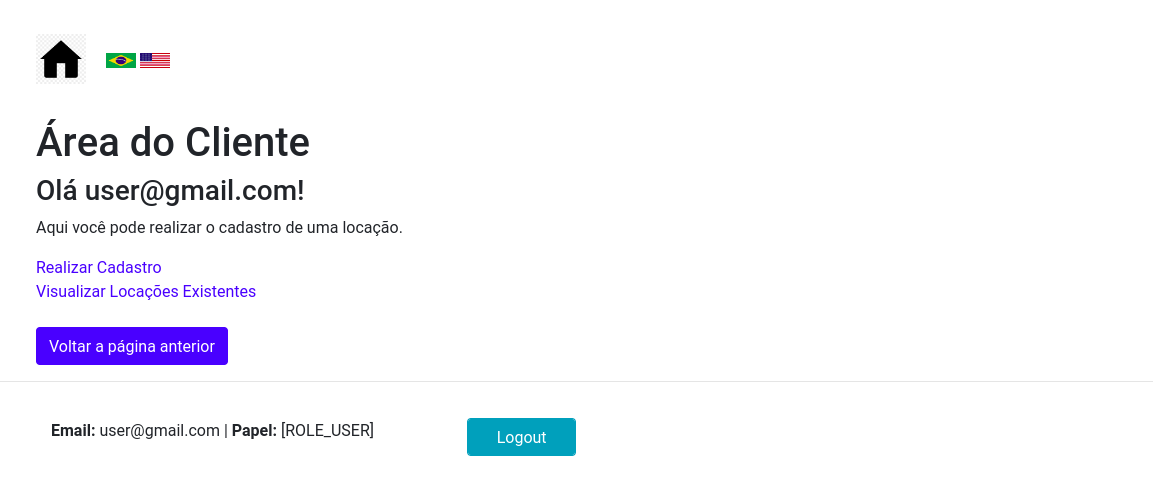 Área do Cliente
Olá user@gmail.com!
Aqui você pode realizar o cadastro de uma locação.
Realizar Cadastro
Visualizar Locações Existentes
Voltar a página anterior
Email: user@gmail.com | Papel: [ROLE_USER]
Logout